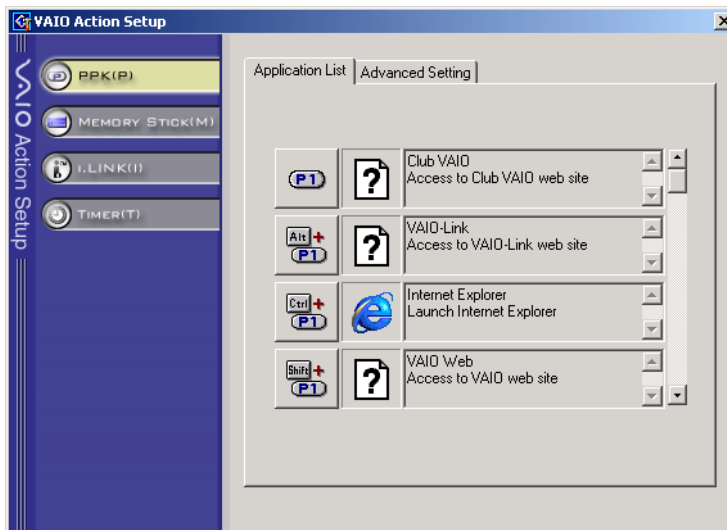 VAIO Action Setup
VAIO Action Setup
PPK(P)
MEMORY STICK(M)
i.LINK(I)
TIMER(T)
Application List
Advanced Setting
P1
Club VAIO
Access to Club VAIO web site
Alt +
P1
VAIO-Link
Access to VAIO-Link web site
Ctrl +
P1
Internet Explorer
Launch Internet Explorer
Shift +
P1
VAIO Web
Access to VAIO web site